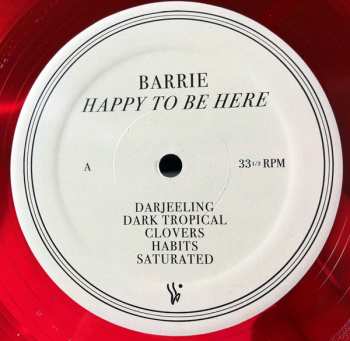 BARRIE
HAPPY TO BE HERE
A
33 1/3 RPM
DARJEELING
DARK TROPICAL
CLOVERS
HABITS
SATURATED